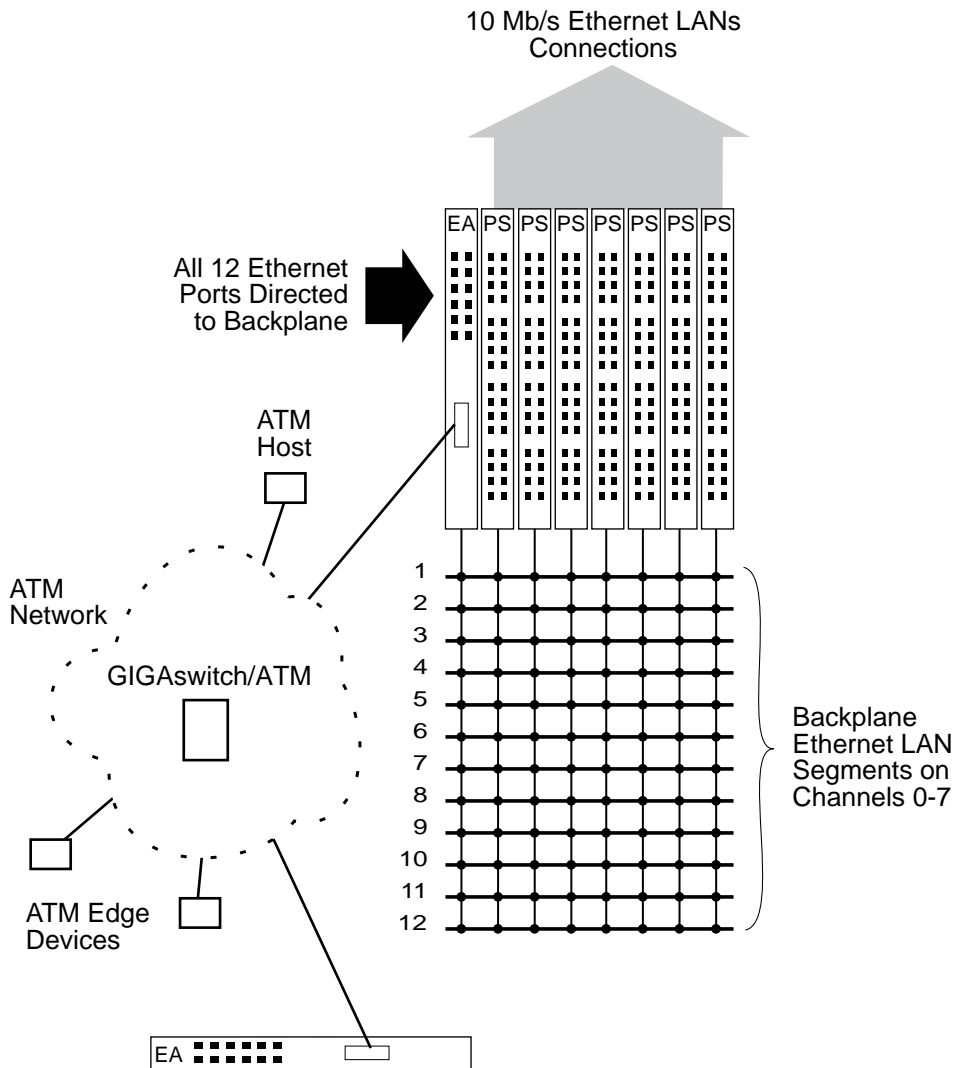 10 Mb/s Ethernet LANs
Connections
EA PS PS PS PS PS PS PS
All 12 Ethernet
Ports Directed
to Backplane
ATM
Host
ATM
Network
GIGAswitch/ATM
1
2
3
4
5
6
7
8
9
10
11
12
Backplane
Ethernet LAN
Segments on
Channels 0-7
ATM Edge
Devices
EA